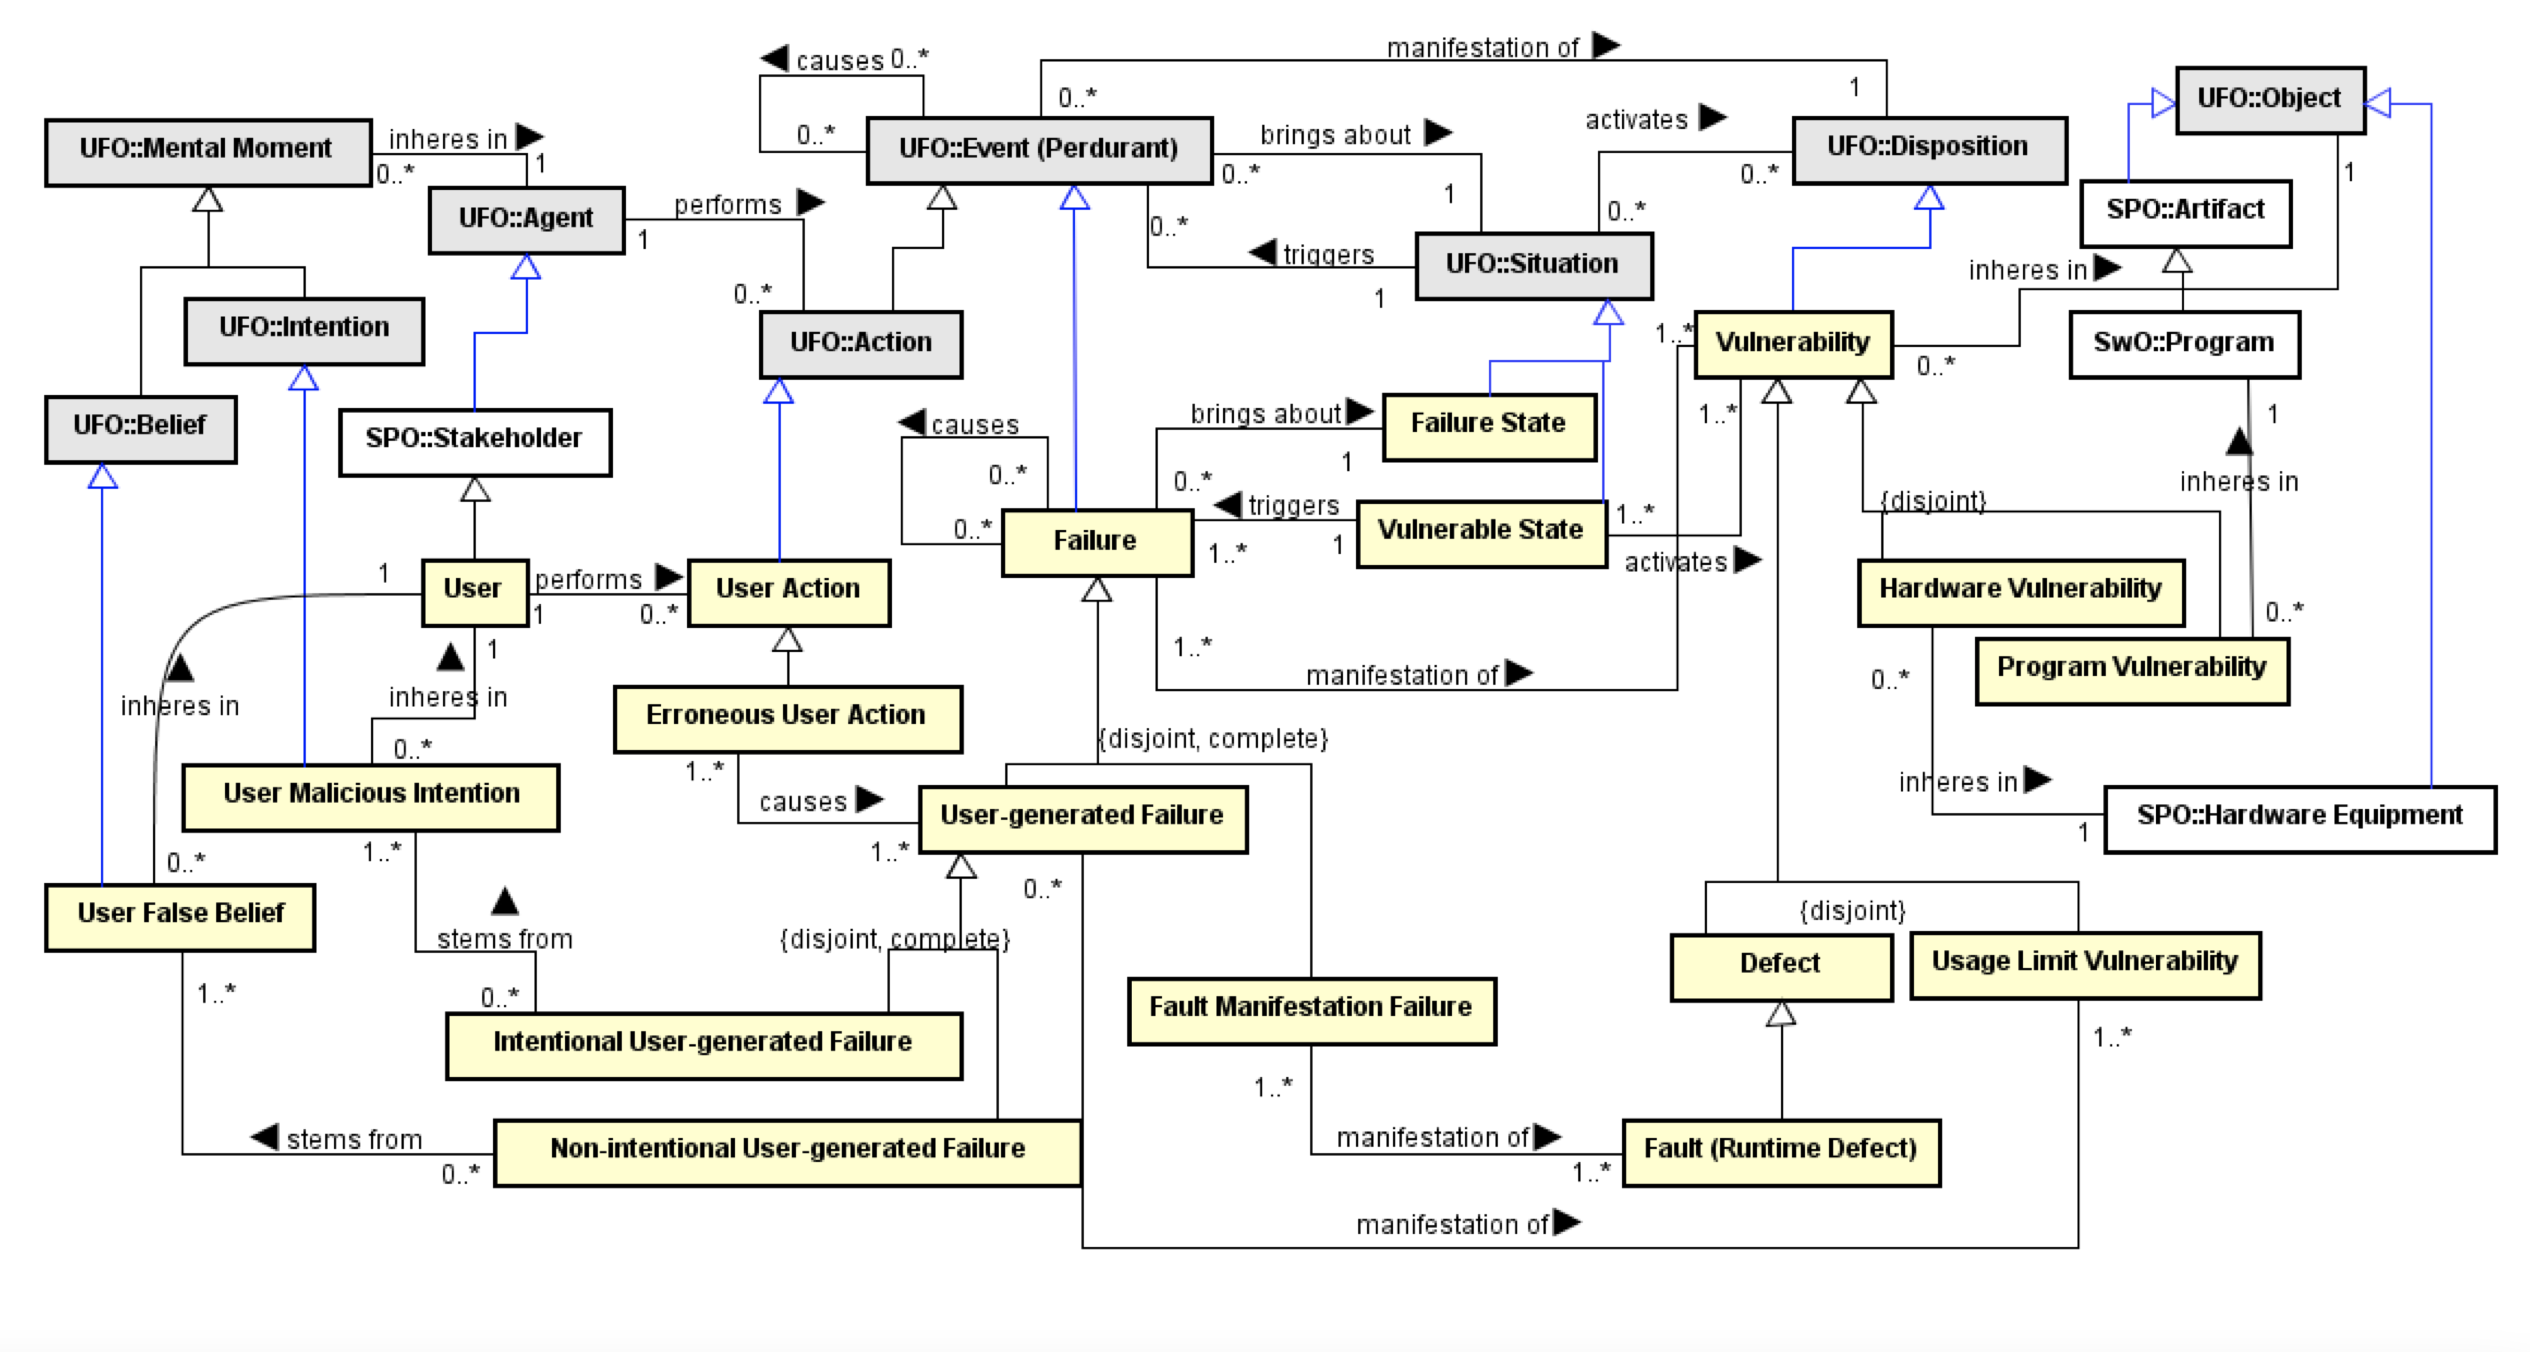 causes 0..*
manifestation of
0..*
1
0..*
UFO::Object
UFO::Mental Moment
inheres in
0..*
1
UFO::Event (Perdurant)
brings about
0..*
1
activates
0..*
0..*
UFO::Disposition
1
SPO::Artifact
UFO::Agent
performs
1
0..*
0..*
triggers
1
UFO::Situation
inheres in
UFO::Intention
UFO::Action
1..*
Vulnerability
0..*
SwO::Program
UFO::Belief
SPO::Stakeholder
causes
0..*
0..*
brings about
1
0..*
Failure State
1..*
1
inheres in
Failure
triggers
1..*
1
Vulnerable State
1..*
activates
{disjoint}
1
User
performs
1
0..*
User Action
Hardware Vulnerability
0..*
1
inheres in
inheres in
0..*
1..*
manifestation of
0..*
Program Vulnerability
Erroneous User Action
{disjoint, complete}
1..*
causes
1..*
User Malicious Intention
User-generated Failure
inheres in
1
SPO::Hardware Equipment
0..*
1..*
0..*
User False Belief
stems from
{disjoint, complete}
{disjoint}
Defect
Usage Limit Vulnerability
1..*
0..*
Intentional User-generated Failure
Fault Manifestation Failure
1..*
1..*
stems from
0..*
Non-intentional User-generated Failure
manifestation of
1..*
Fault (Runtime Defect)
manifestation of